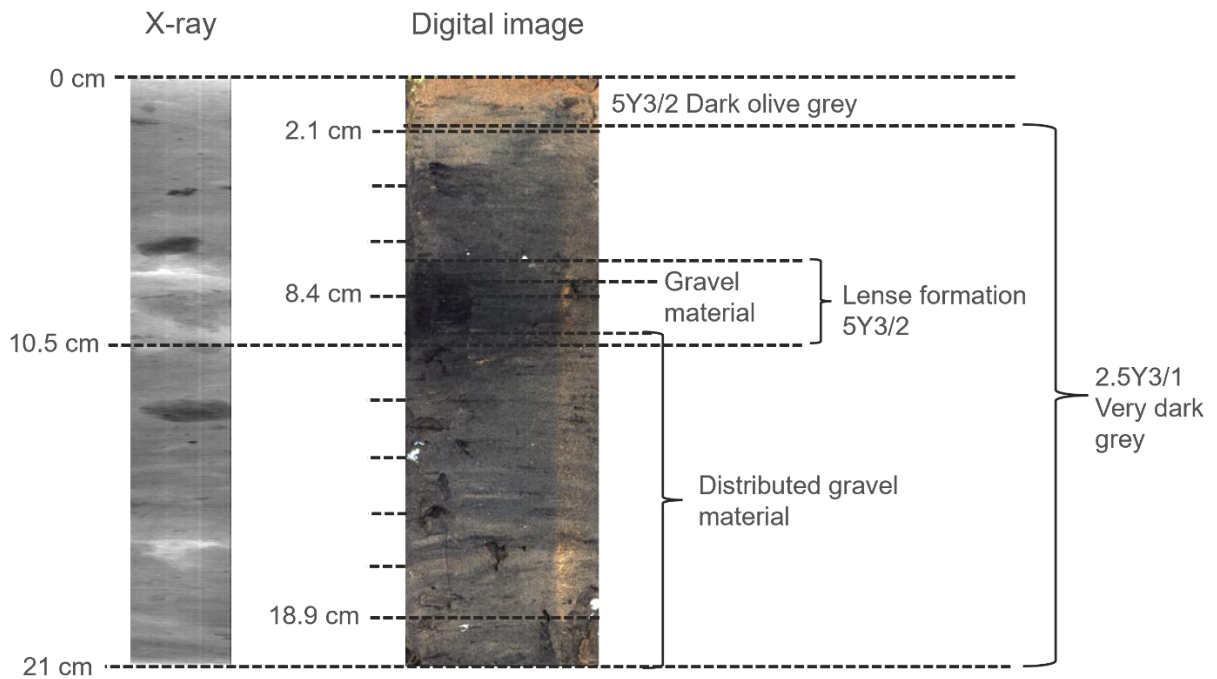 X-ray
Digital image
0 cm
5Y3/2 Dark olive grey
2.1 cm
8.4 cm
Gravel
material
Lense formation
5Y3/2
10.5 cm
2.5Y3/1
Very dark
grey
Distributed gravel
material
18.9 cm
21 cm